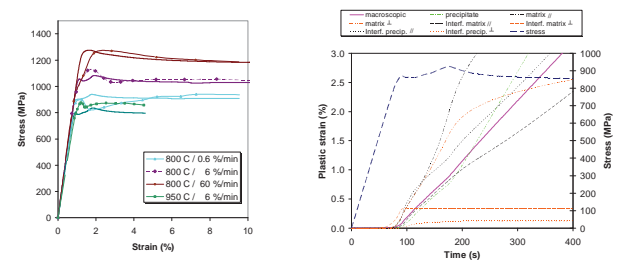 Stress (MPa)
1400
1200
1000
800
600
400
200
0
0 2 4 6 8 10
Strain (%)
800 C / 0.6 %/min
800 C / 6 %/min
800 C / 60 %/min
950 C / 6 %/min
macroscopic precipitate matrix //
matrix ⊥ Interf. matrix // Interf. matrix ⊥
Interf. precip. // Interf. precip. ⊥ stress
Plastic strain (%)
3.0
2.5
2.0
1.5
1.0
0.5
0.0
0 100 200 300 400
Time (s)
1000
900
800
700
600
500
400
300
200
100
0
Stress (MPa)